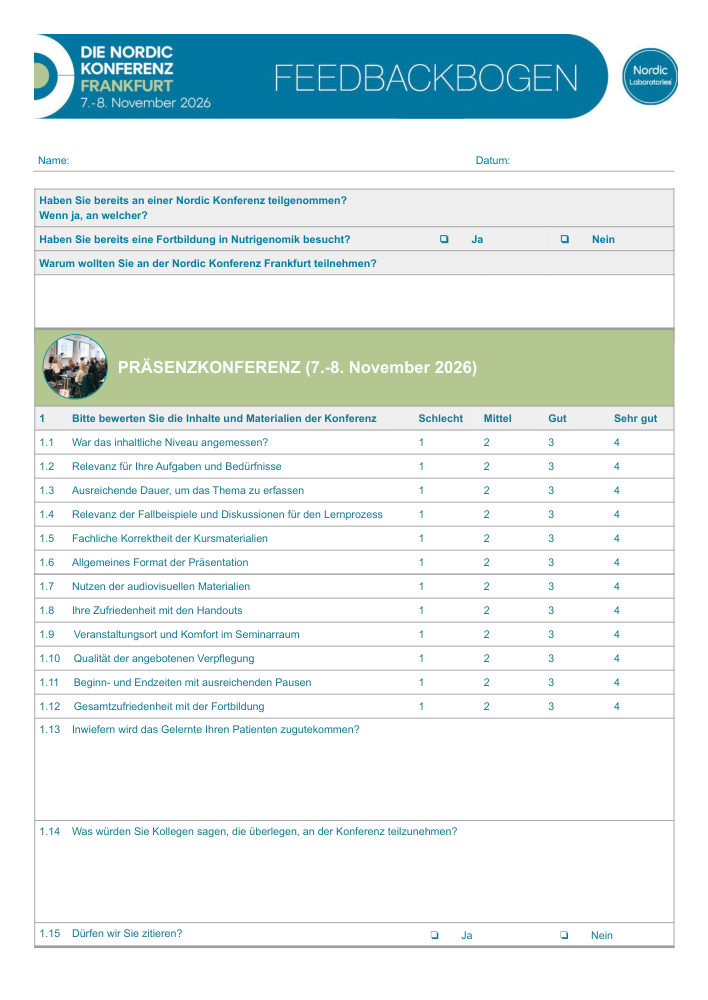 DIE NORDIC
KONFERENZ
FRANKFURT
7.-8. November 2026
FEEDBACKBOGEN
Nordic
Laboratories
Name: Datum:
Haben Sie bereits an einer Nordic Konferenz teilgenommen?
Wenn ja, an welcher?
Haben Sie bereits eine Fortbildung in Nutrigenomik besucht? ❑ Ja ❑ Nein
Warum wollten Sie an der Nordic Konferenz Frankfurt teilnehmen?
PRÄSENZKONFERENZ (7.-8. November 2026)
1 Bitte bewerten Sie die Inhalte und Materialien der Konferenz Schlecht Mittel Gut Sehr gut
1.1 War das inhaltliche Niveau angemessen? 1 2 3 4
1.2 Relevanz für Ihre Aufgaben und Bedürfnisse 1 2 3 4
1.3 Ausreichende Dauer, um das Thema zu erfassen 1 2 3 4
1.4 Relevanz der Fallbeispiele und Diskussionen für den Lernprozess 1 2 3 4
1.5 Fachliche Korrektheit der Kursmaterialien 1 2 3 4
1.6 Allgemeines Format der Präsentation 1 2 3 4
1.7 Nutzen der audiovisuellen Materialien 1 2 3 4
1.8 Ihre Zufriedenheit mit den Handouts 1 2 3 4
1.9 Veranstaltungsort und Komfort im Seminarraum 1 2 3 4
1.10 Qualität der angebotenen Verpflegung 1 2 3 4
1.11 Beginn- und Endzeiten mit ausreichenden Pausen 1 2 3 4
1.12 Gesamtzufriedenheit mit der Fortbildung 1 2 3 4
1.13 Inwiefern wird das Gelernte Ihren Patienten zugutekommen?
1.14 Was würden Sie Kollegen sagen, die überlegen, an der Konferenz teilzunehmen?
1.15 Dürfen wir Sie zitieren? ❑ Ja ❑ Nein